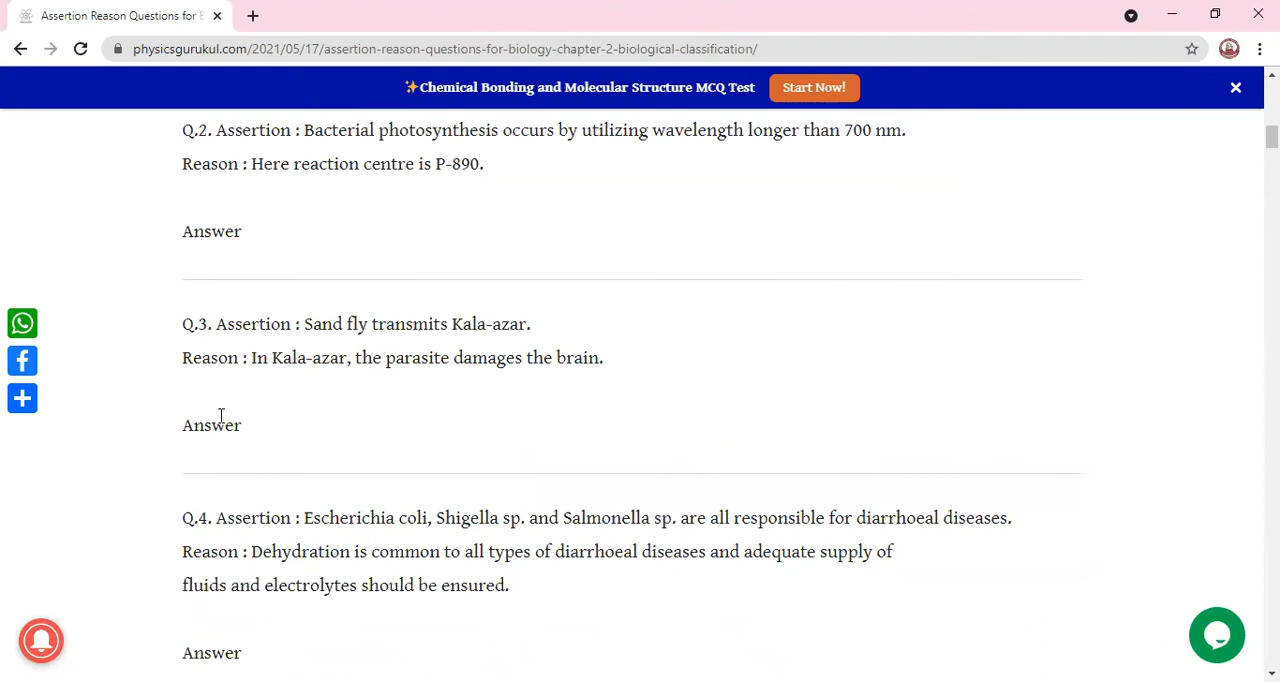 Assertion Reason Questions for B
physicsgurukul.com/2021/05/17/assertion-reason-questions-for-biology-chapter-2-biological-classification/
✨Chemical Bonding and Molecular Structure MCQ Test Start Now!
Q.2. Assertion : Bacterial photosynthesis occurs by utilizing wavelength longer than 700 nm.
Reason : Here reaction centre is P-890.
Answer
Q.3. Assertion : Sand fly transmits Kala-azar.
Reason : In Kala-azar, the parasite damages the brain.
Answer
Q.4. Assertion : Escherichia coli, Shigella sp. and Salmonella sp. are all responsible for diarrhoeal diseases.
Reason : Dehydration is common to all types of diarrhoeal diseases and adequate supply of
fluids and electrolytes should be ensured.
Answer